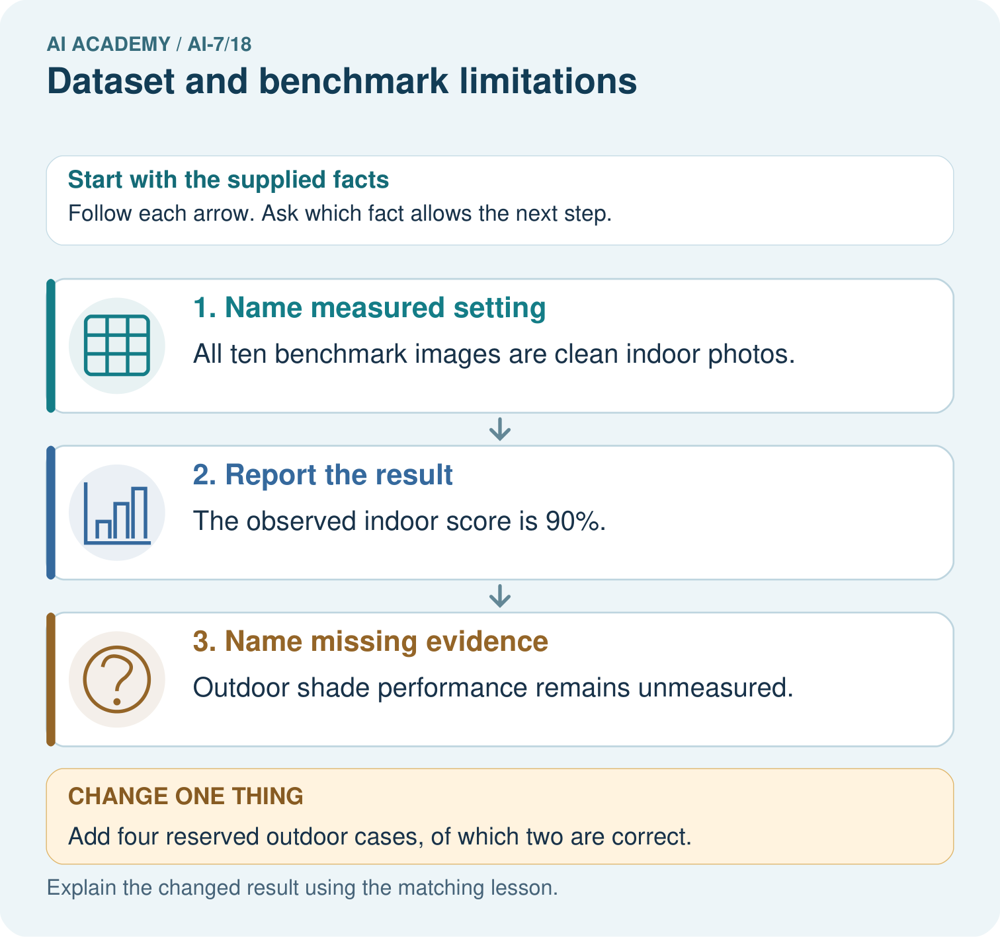 AI ACADEMY / AI-7/18
Dataset and benchmark limitations
Start with the supplied facts
Follow each arrow. Ask which fact allows the next step.
1. Name measured setting
All ten benchmark images are clean indoor photos.
2. Report the result
The observed indoor score is 90%.
3. Name missing evidence
Outdoor shade performance remains unmeasured.
CHANGE ONE THING
Add four reserved outdoor cases, of which two are correct.
Explain the changed result using the matching lesson.